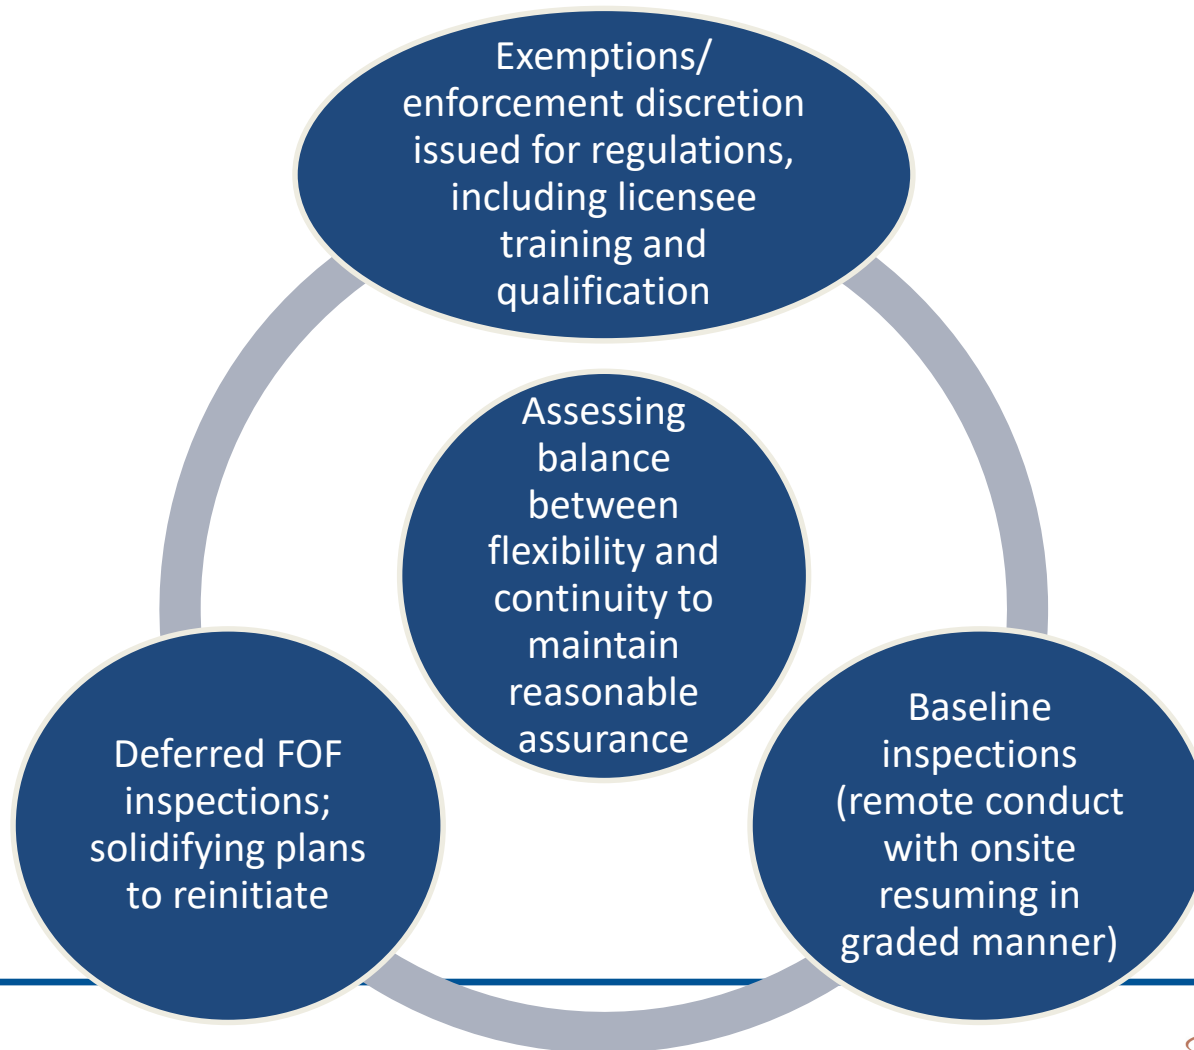 Exemptions/
enforcement discretion
issued for regulations,
including licensee
training and
qualification
Assessing
balance
between
flexibility and
continuity to
maintain
reasonable
assurance
Deferred FOF
inspections;
solidifying plans
to reinitiate
Baseline
inspections
(remote conduct
with onsite
resuming in
graded manner)